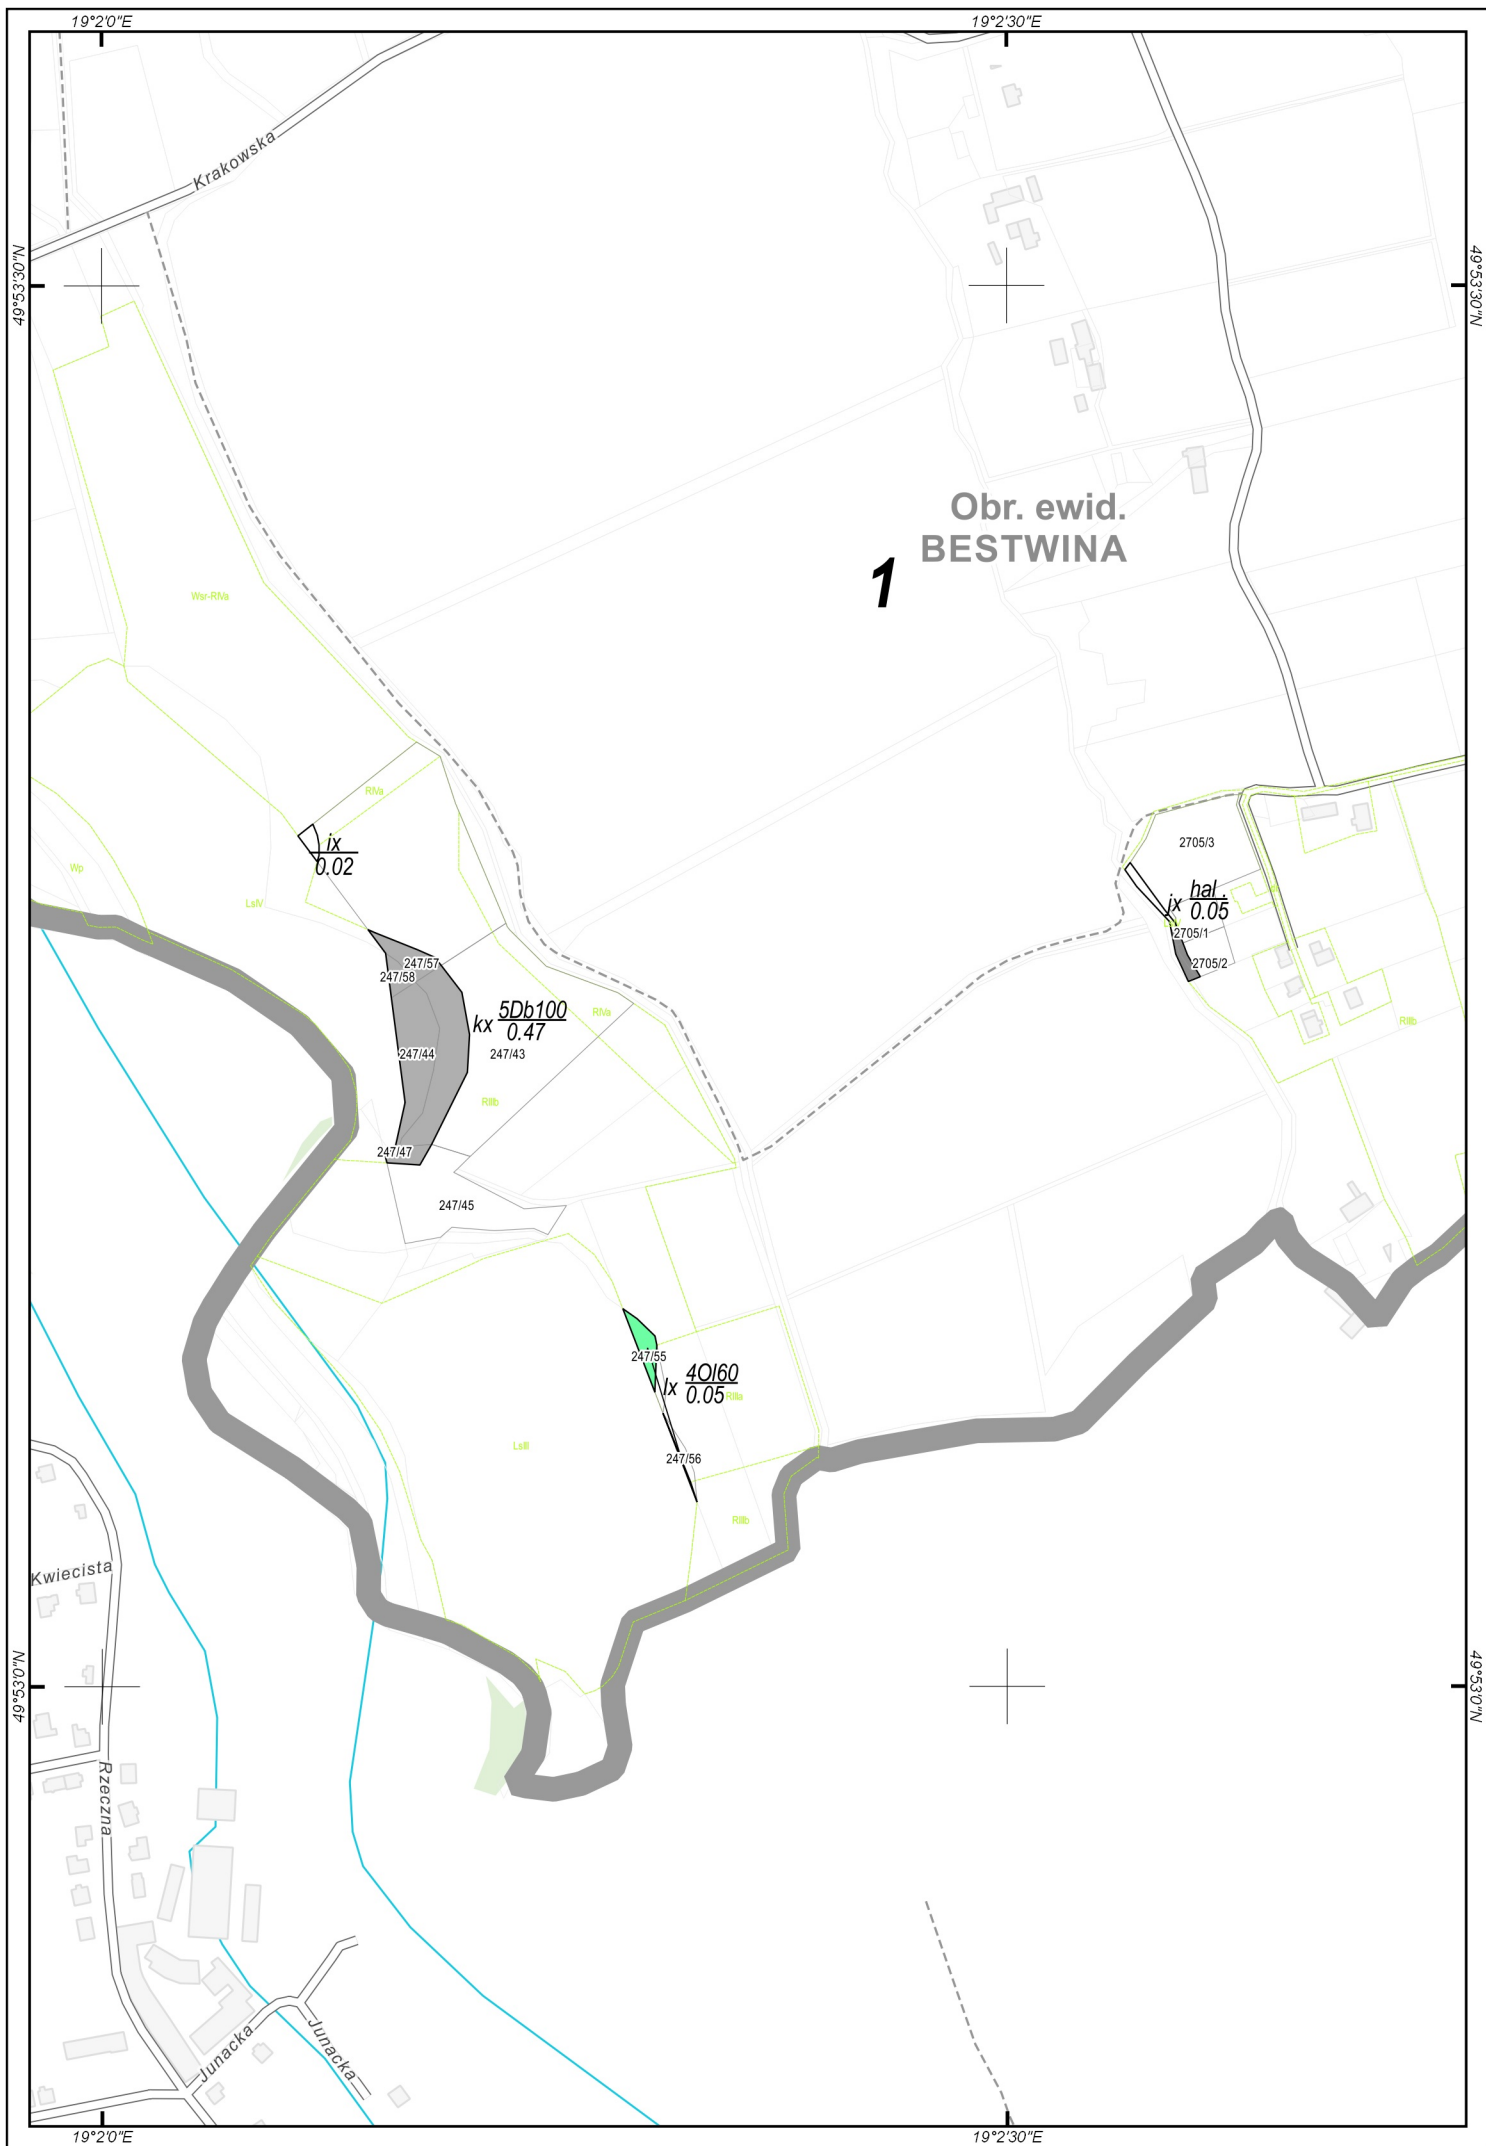 19°2'0"E
19°2'30"E
Krakowska
49°53'30"N
49°53'30"N
Obr. ewid.
BESTWINA
1
Wsr-RIVa
RIVa
ix
0.02
2705/3
Wp
LsIV
jx hal.
0.05
2705/1
2705/2
247/57
247/58
kx 5Db100
0.47
RIVa
RIIIb
247/44
247/43
RIIIb
247/47
247/45
247/55
lx 4Ol60
0.05
RIIIa
LsIII
247/56
RIIIb
Kwiecista
49°53'0"N
49°53'0"N
Rzeczna
Junacka
Junacka
19°2'0"E
19°2'30"E